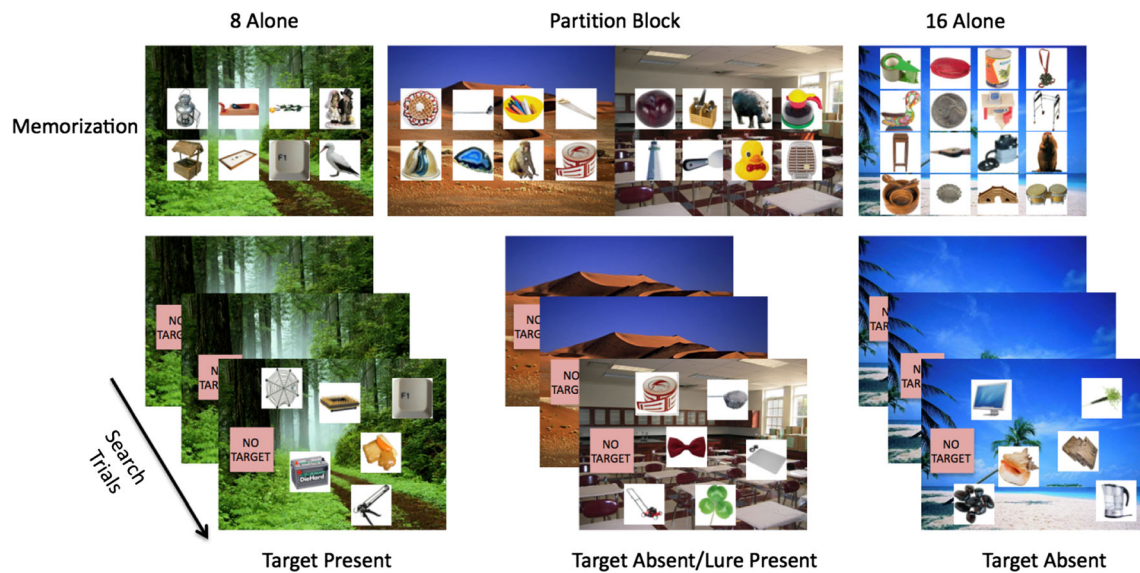 8 Alone
Partition Block
16 Alone
Memorization
F1
NO
TARGET
NO
TARGET
NO
TARGET
F1
DieHard
NO
TARGET
NO
TARGET
NO
TARGET
NO
TARGET
NO
TARGET
NO
TARGET
Search
Trials
Target Present
Target Absent/Lure Present
Target Absent